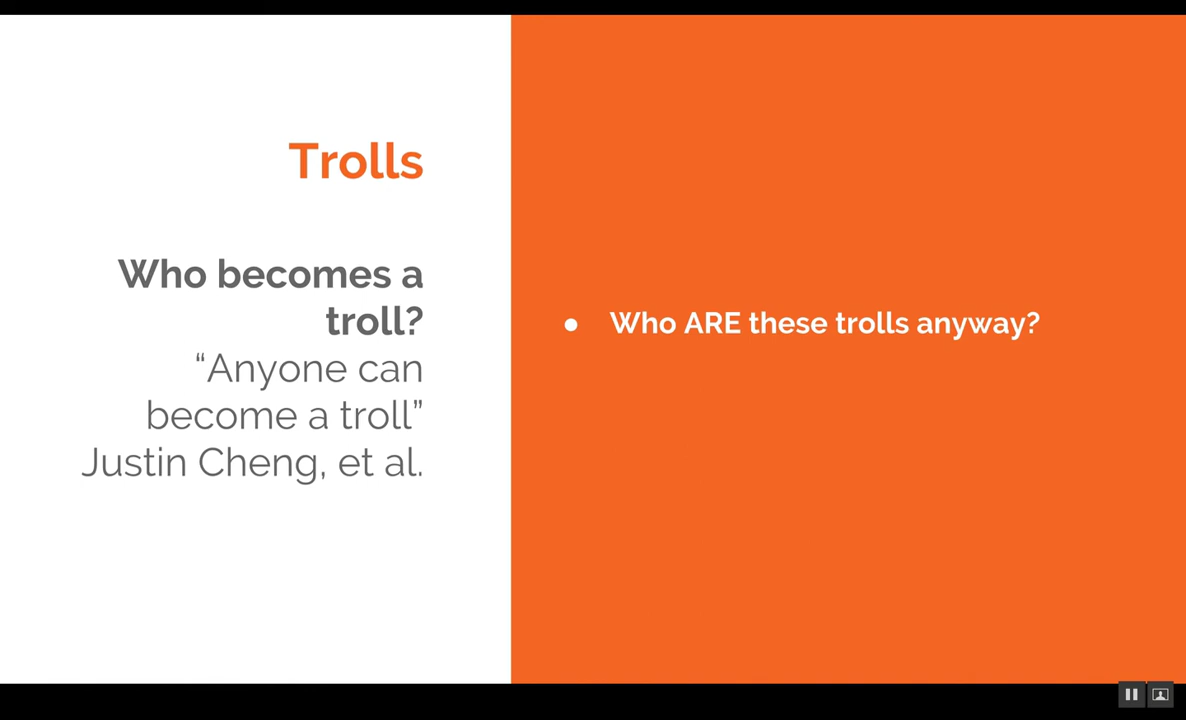 Trolls
Who becomes a
troll?
“Anyone can
become a troll”
Justin Cheng, et al.
● Who ARE these trolls anyway?